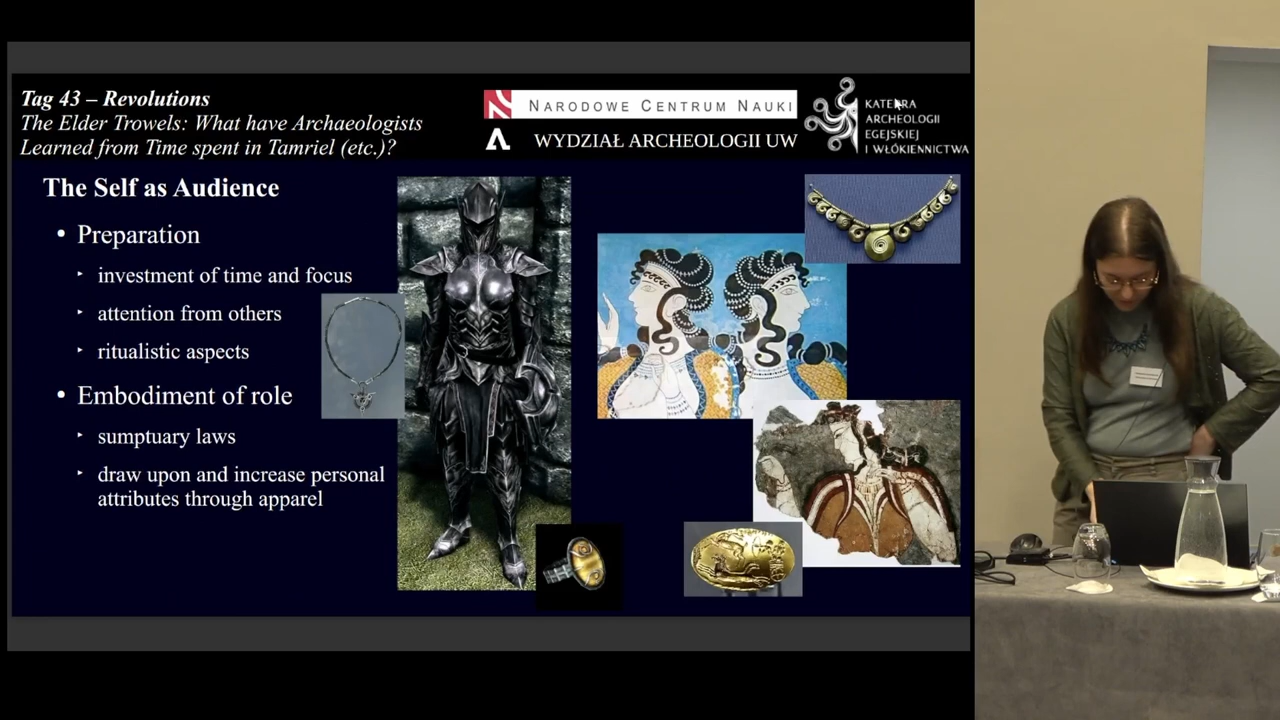 Tag 43 – Revolutions
The Elder Trowels: What have Archaeologists
Learned from Time spent in Tamriel (etc.)?
NARODOWE CENTRUM NAUKI
WYDZIAŁ ARCHEOLOGII UW
KATEDRA
ARCHEOLOGII
EGEJSKIEJ
I WŁÓKIENNICTWA
The Self as Audience
• Preparation
‣ investment of time and focus
‣ attention from others
‣ ritualistic aspects
• Embodiment of role
‣ sumptuary laws
‣ draw upon and increase personal
attributes through apparel